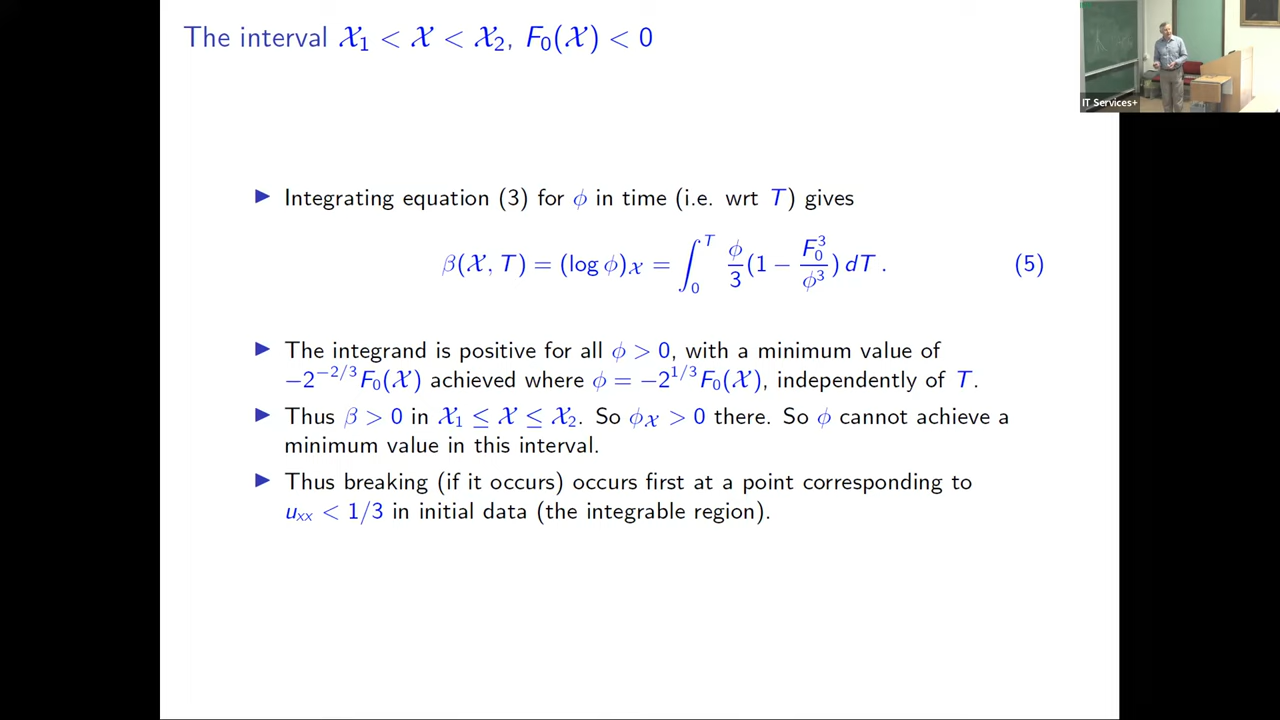 The interval 𝒳₁ < 𝒳 < 𝒳₂, F₀(𝒳) < 0
IT Services+
▶ Integrating equation (3) for ϕ in time (i.e. wrt T) gives
β(𝒳, T) = (log ϕ)_𝒳 = ∫₀ᵀ ϕ/3 (1 − F₀³/ϕ³) dT . (5)
▶ The integrand is positive for all ϕ > 0, with a minimum value of
−2^{−2/3}F₀(𝒳) achieved where ϕ = −2^{1/3}F₀(𝒳), independently of T.
▶ Thus β > 0 in 𝒳₁ ≤ 𝒳 ≤ 𝒳₂. So ϕ_𝒳 > 0 there. So ϕ cannot achieve a
minimum value in this interval.
▶ Thus breaking (if it occurs) occurs first at a point corresponding to
uₓₓ < 1/3 in initial data (the integrable region).